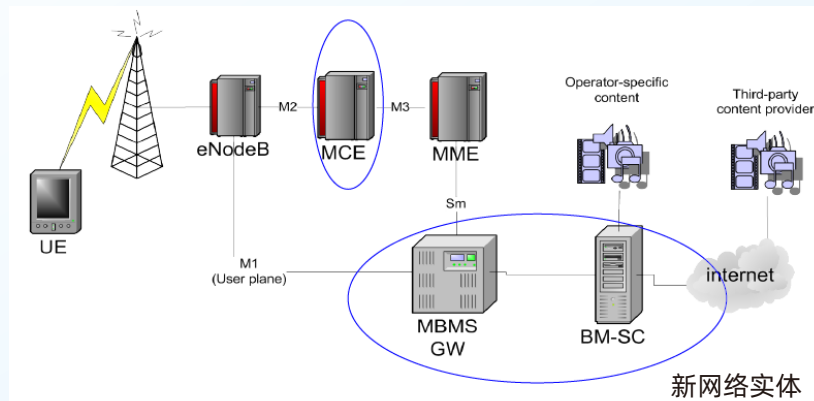 Operator-specific
content
Third-party
content provider
M2
M3
eNodeB
MCE
MME
UE
Sm
M1
(User plane)
internet
MBMS
GW
BM-SC
新网络实体